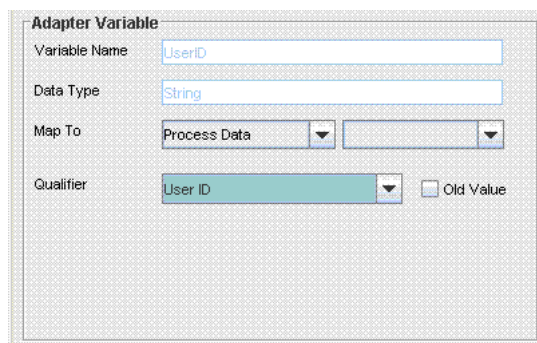 Adapter Variable
Variable Name UserID
Data Type String
Map To Process Data
Qualifier User ID Old Value